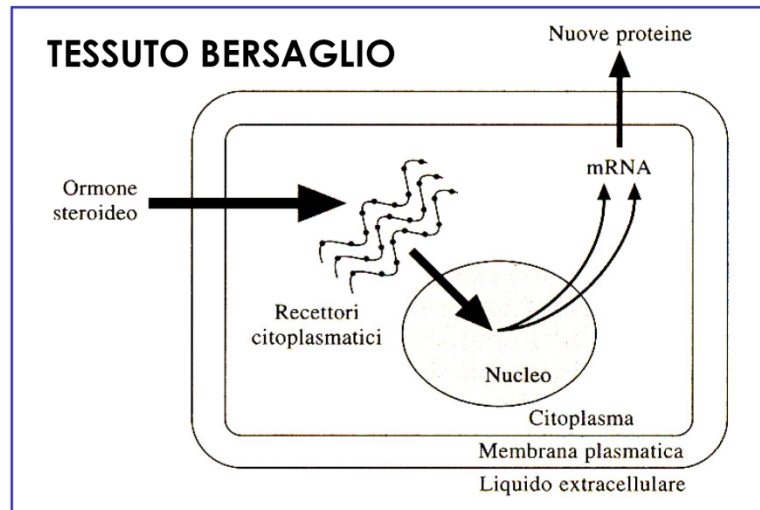 TESSUTO BERSAGLIO
Nuove proteine
mRNA
Ormone
steroideo
Recettori
citoplasmatici
Nucleo
Citoplasma
Membrana plasmatica
Liquido extracellulare